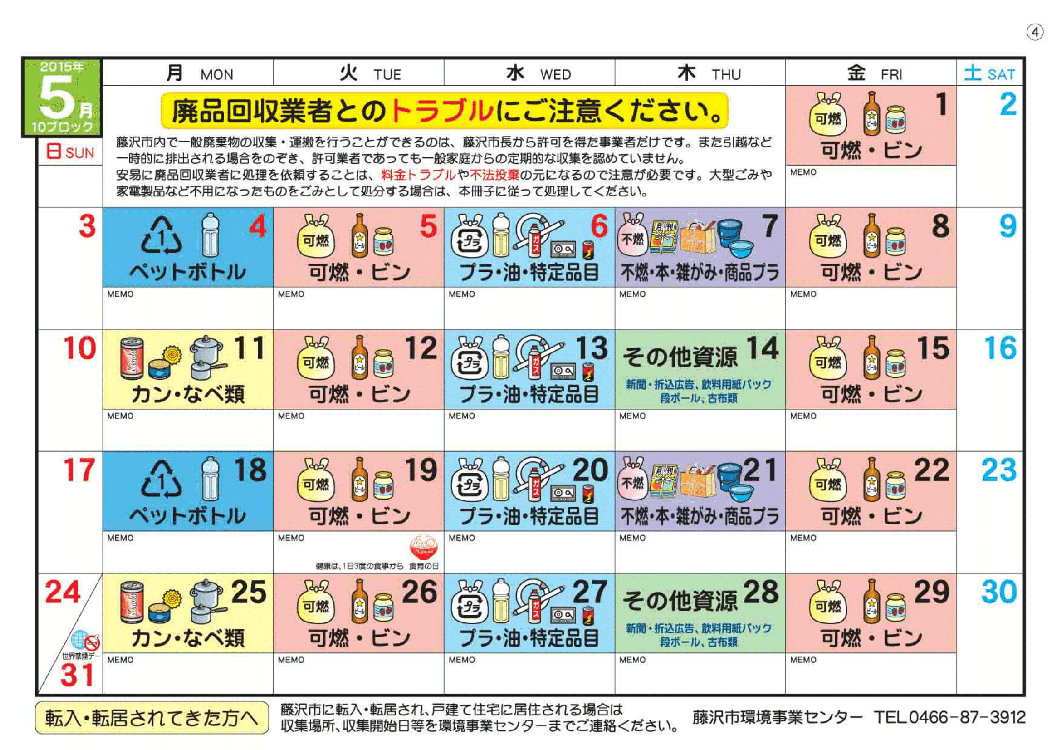 ④
2015年
5月
10ブロック
日 SUN
月 MON
火 TUE
水 WED
木 THU
金 FRI
土 SAT
廃品回収業者とのトラブルにご注意ください。
藤沢市内で一般廃棄物の収集・運搬を行うことができるのは、藤沢市長から許可を得た事業者だけです。また引越など
一時的に排出される場合をのぞき、許可業者であっても一般家庭からの定期的な収集を認めていません。
安易に廃品回収業者に処理を依頼することは、料金トラブルや不法投棄の元になるので注意が必要です。大型ごみや
家電製品など不用になったものをごみとして処分する場合は、本冊子に従って処理してください。
可燃
1
可燃・ビン
MEMO
2
3
1
4
ペットボトル
MEMO
可燃
5
可燃・ビン
MEMO
プラ
ガス
6
プラ・油・特定品目
MEMO
不燃
7
不燃・本・雑がみ・商品プラ
MEMO
可燃
8
可燃・ビン
MEMO
9
10
11
カン・なべ類
MEMO
可燃
12
可燃・ビン
MEMO
プラ
ガス
13
プラ・油・特定品目
MEMO
その他資源 14
新聞・折込広告、飲料用紙パック
段ボール、古布類
MEMO
可燃
15
可燃・ビン
MEMO
16
17
1
18
ペットボトル
MEMO
可燃
19
可燃・ビン
MEMO
健康は、1日3度の食事から 食育の日
プラ
ガス
20
プラ・油・特定品目
MEMO
不燃
21
不燃・本・雑がみ・商品プラ
MEMO
可燃
22
可燃・ビン
MEMO
23
24
世界禁煙デー
31
25
カン・なべ類
MEMO
可燃
26
可燃・ビン
MEMO
プラ
ガス
27
プラ・油・特定品目
MEMO
その他資源 28
新聞・折込広告、飲料用紙パック
段ボール、古布類
MEMO
可燃
29
可燃・ビン
MEMO
30
転入・転居されてきた方へ
藤沢市に転入・転居され、戸建て住宅に居住される場合は
収集場所、収集開始日等を環境事業センターまでご連絡ください。
藤沢市環境事業センター TEL0466-87-3912